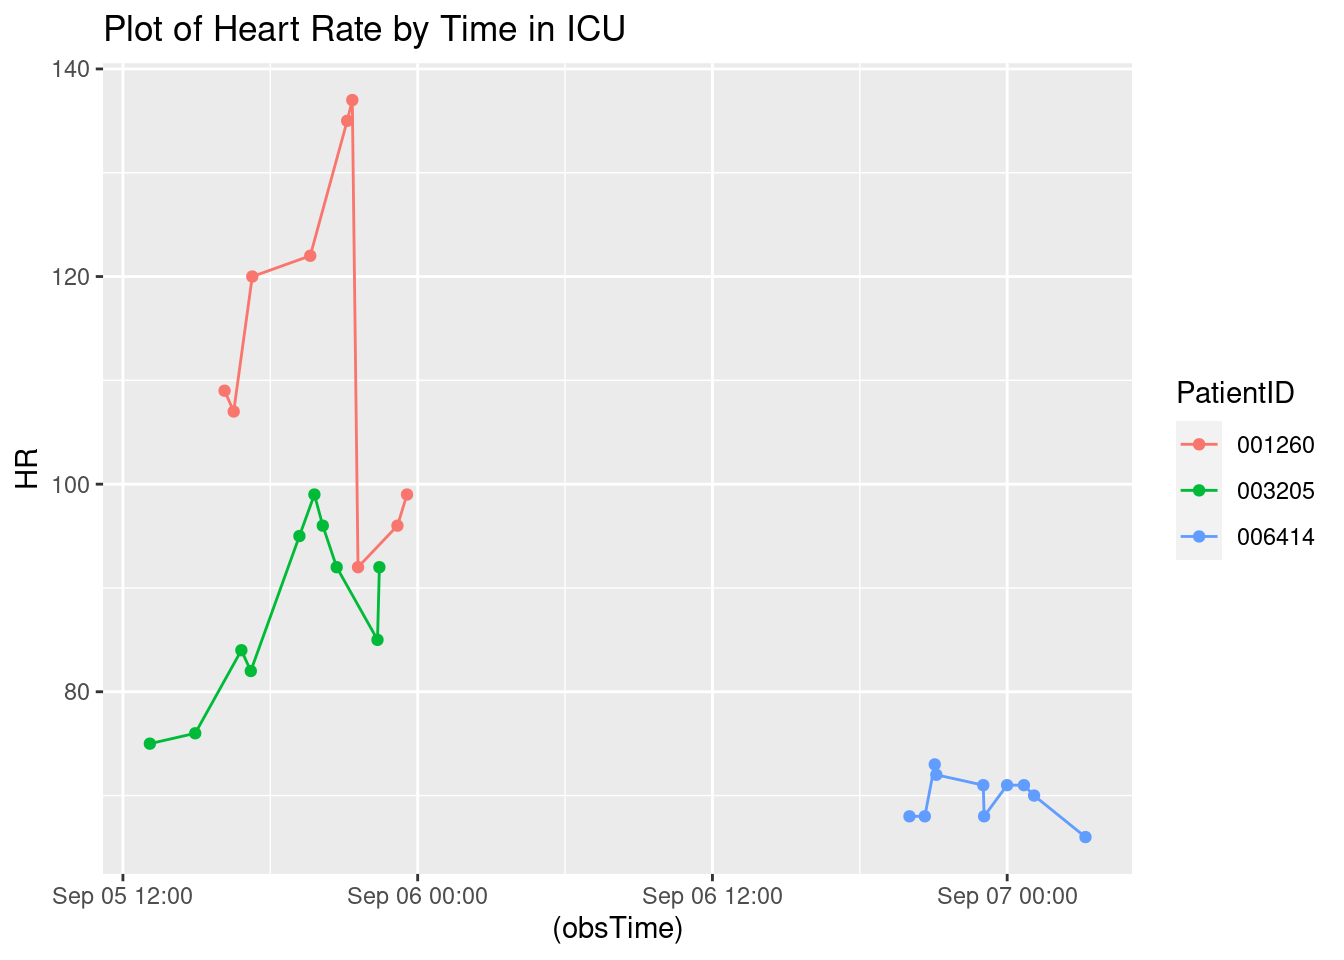 Plot of Heart Rate by Time in ICU
140
120
100
80
HR
Sep 05 12:00 Sep 06 00:00 Sep 06 12:00 Sep 07 00:00
(obsTime)
PatientID
001260
003205
006414